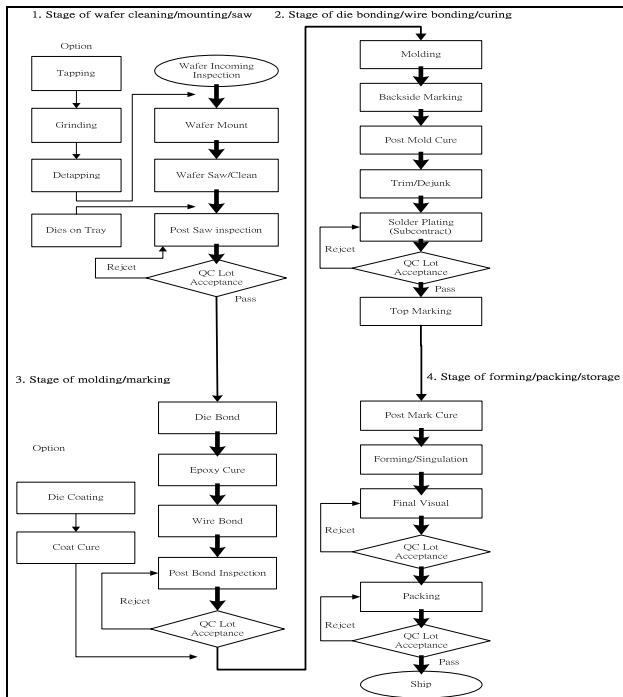 1. Stage of wafer cleaning/mounting/saw
Option
Tapping
Grinding
Detapping
Dies on Tray
Wafer Incoming
Inspection
Wafer Mount
Wafer Saw/Clean
Post Saw inspection
Rejcet
QC Lot
Acceptance
Pass
2. Stage of die bonding/wire bonding/curing
Molding
Backside Marking
Post Mold Cure
Trim/Dejunk
Solder Plating
(Subcontract)
Rejcet
QC Lot
Acceptance
Pass
Top Marking
3. Stage of molding/marking
Option
Die Coating
Coat Cure
Die Bond
Epoxy Cure
Wire Bond
Post Bond Inspection
Rejcet
QC Lot
Acceptance
4. Stage of forming/packing/storage
Post Mark Cure
Forming/Singulation
Final Visual
Rejcet
QC Lot
Acceptance
Packing
Rejcet
QC Lot
Acceptance
Pass
Ship